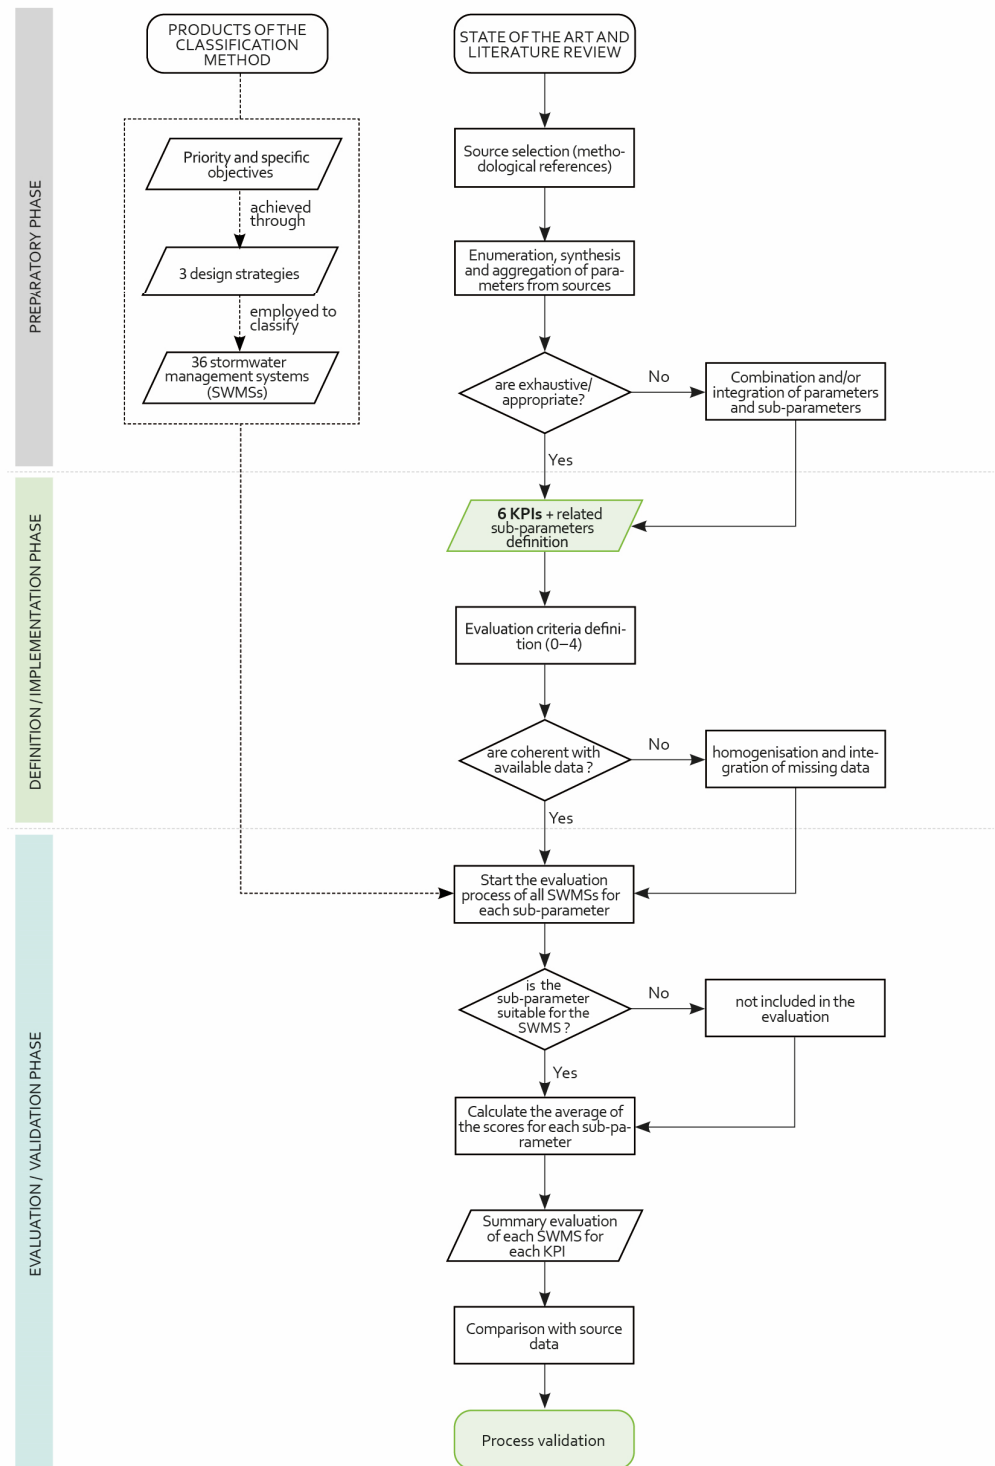 PREPARATORY PHASE
PRODUCTS OF THE
CLASSIFICATION
METHOD
Priority and specific
objectives
achieved
through
3 design strategies
employed to
classify
36 stormwater
management systems
(SWMSs)
STATE OF THE ART AND
LITERATURE REVIEW
Source selection (metho-
dological references)
Enumeration, synthesis
and aggregation of para-
meters from sources
are exhaustive/
appropriate?
No
Combination and/or
integration of parameters
and sub-parameters
Yes
DEFINITION / IMPLEMENTATION PHASE
6 KPIs + related
sub-parameters
definition
Evaluation criteria defini-
tion (0–4)
are coherent with
available data ?
No
homogenisation and inte-
gration of missing data
Yes
EVALUATION / VALIDATION PHASE
Start the evaluation
process of all SWMSs for
each sub-parameter
is the
sub-parameter
suitable for the
SWMS ?
No
not included in the
evaluation
Yes
Calculate the average of
the scores for each sub-pa-
rameter
Summary evaluation
of each SWMS for
each KPI
Comparison with source
data
Process validation